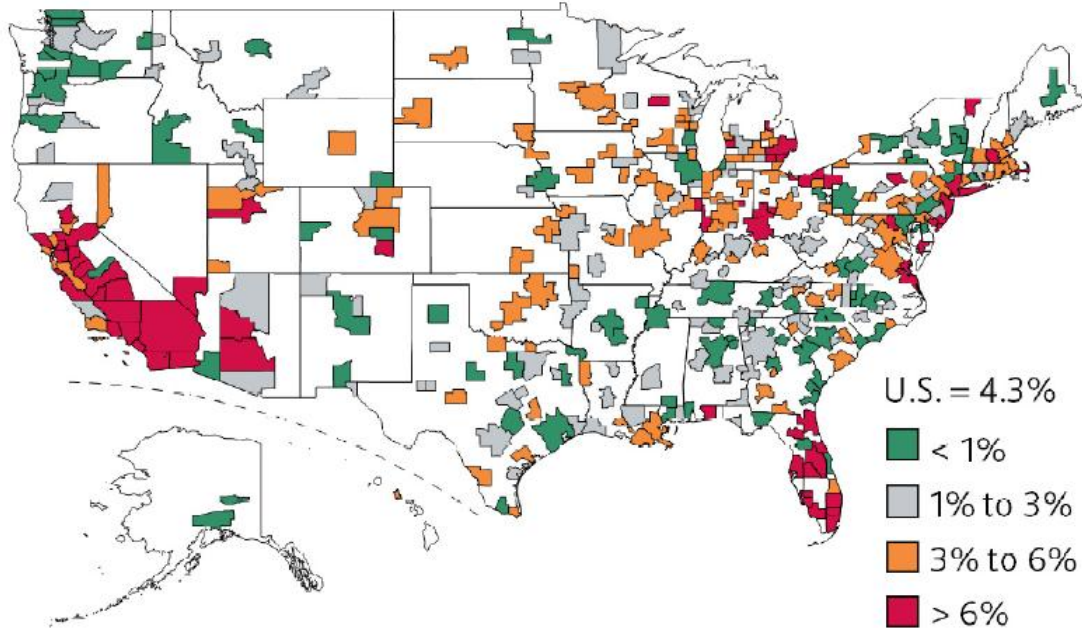 U.S. = 4.3%
< 1%
1% to 3%
3% to 6%
> 6%